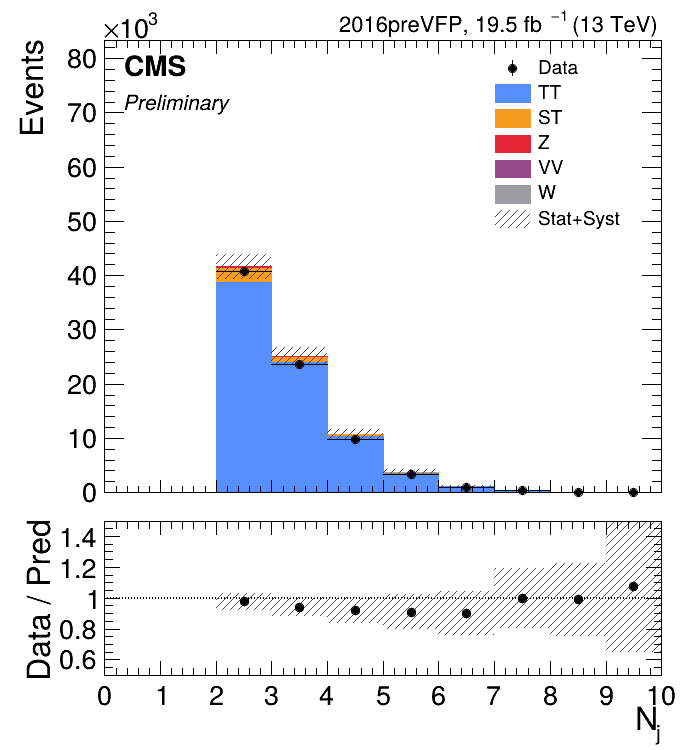 ×10³ 2016preVFP, 19.5 fb ⁻¹ (13 TeV)
Events
80
70
60
50
40
30
20
10
0
CMS
Preliminary
Data
TT
ST
Z
VV
W
Stat+Syst
Data / Pred
1.4
1.2
1
0.8
0.6
0 1 2 3 4 5 6 7 8 9 10
Nⱼ